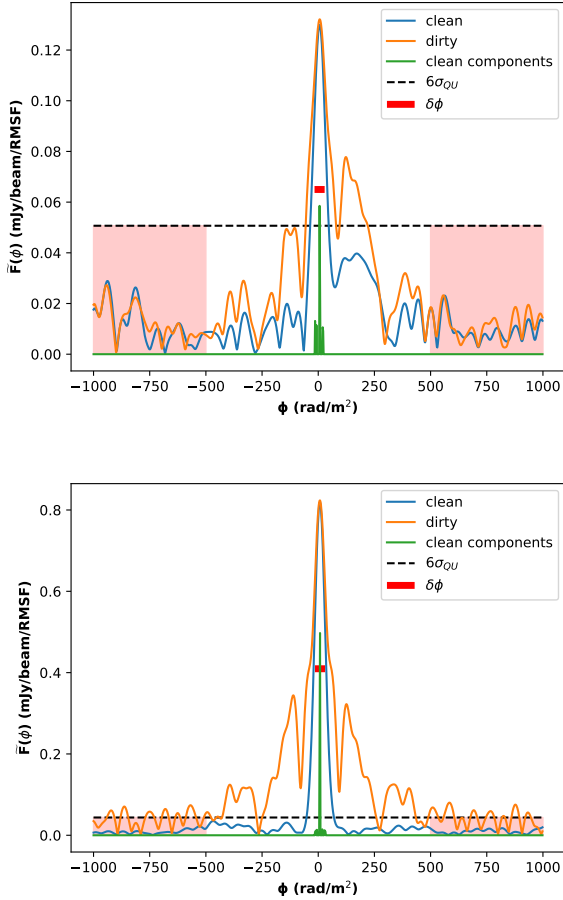 clean
dirty
clean components
6σ_QU
δϕ
F̃(ϕ) (mJy/beam/RMSF)
0.12
0.10
0.08
0.06
0.04
0.02
0.00
−1000 −750 −500 −250 0 250 500 750 1000
ϕ (rad/m²)
clean
dirty
clean components
6σ_QU
δϕ
F̃(ϕ) (mJy/beam/RMSF)
0.8
0.6
0.4
0.2
0.0
−1000 −750 −500 −250 0 250 500 750 1000
ϕ (rad/m²)